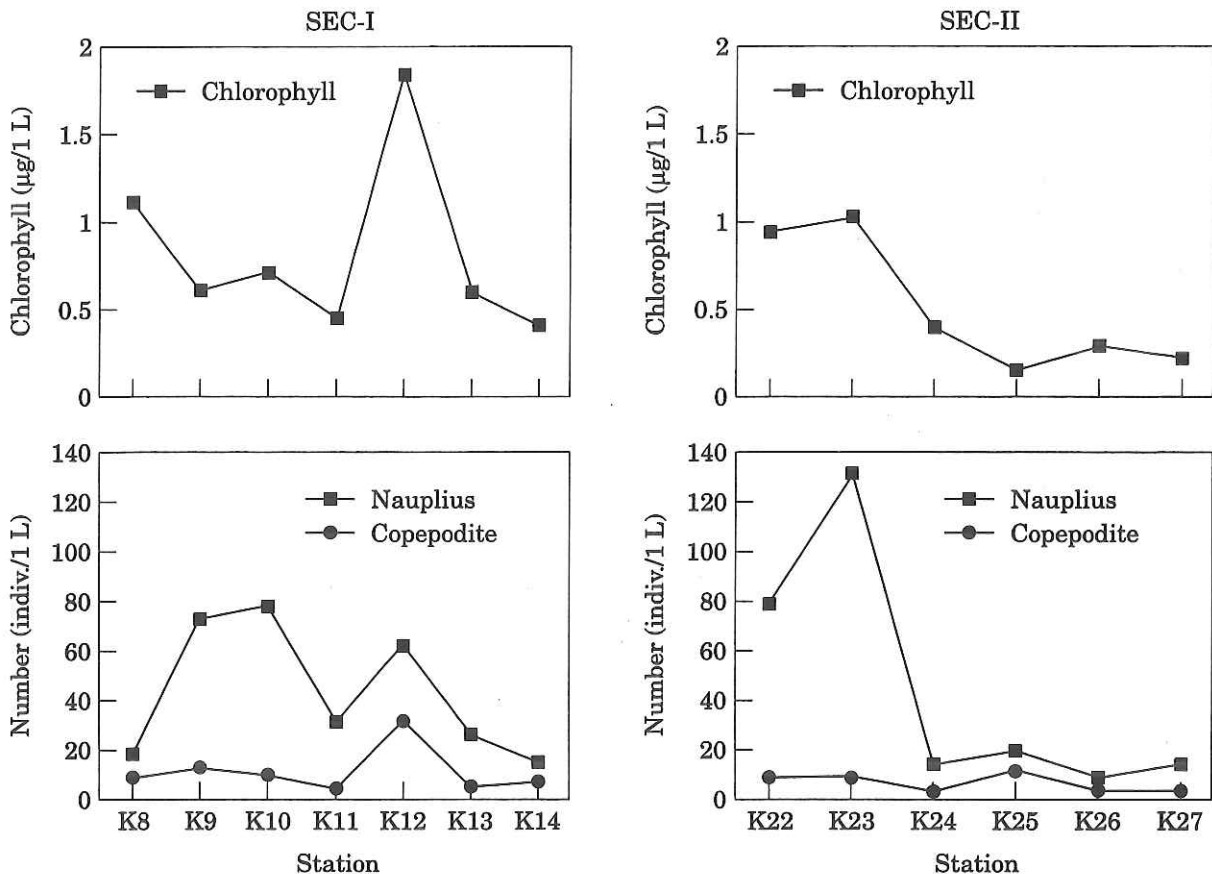 SEC-I
Chlorophyll (μg/1 L)
2
1.5
1
0.5
0
Chlorophyll
SEC-II
Chlorophyll (μg/1 L)
2
1.5
1
0.5
0
Chlorophyll
Number (indiv./1 L)
140
120
100
80
60
40
20
0
Nauplius
Copepodite
K8 K9 K10 K11 K12 K13 K14
Station
Number (indiv./1 L)
140
120
100
80
60
40
20
0
Nauplius
Copepodite
K22 K23 K24 K25 K26 K27
Station